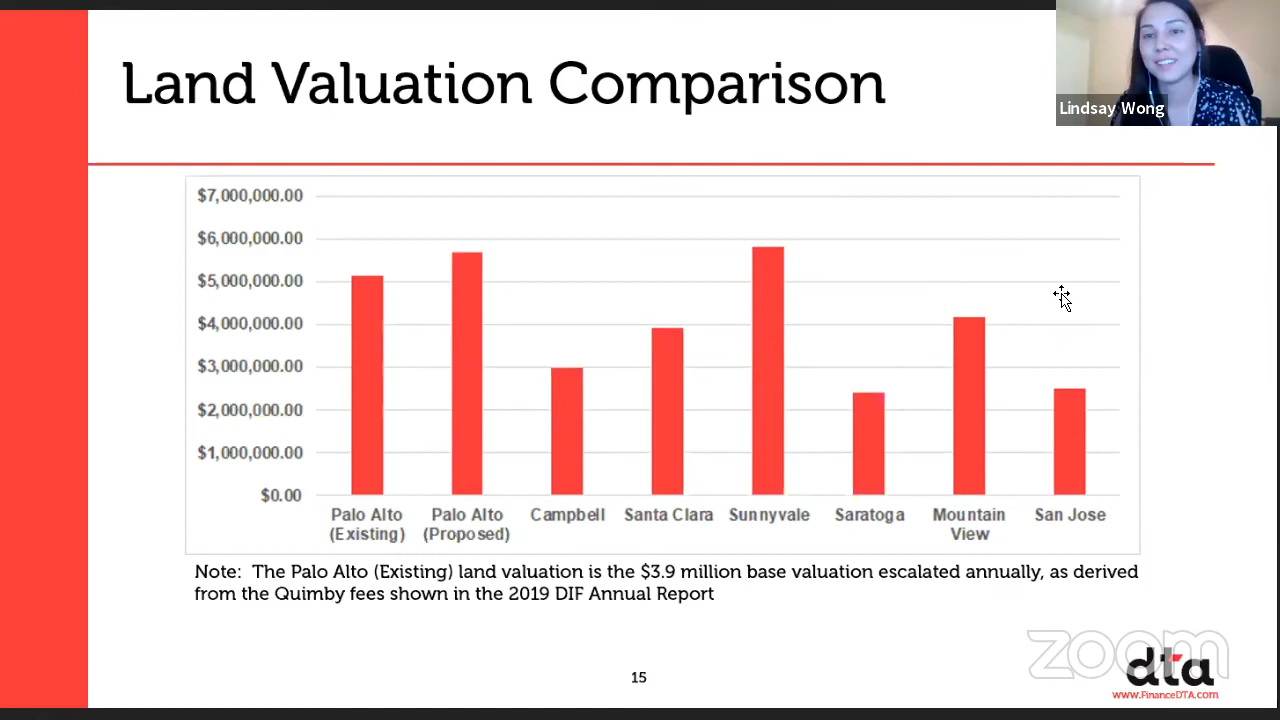 Land Valuation Comparison
Lindsay Wong
$7,000,000.00
$6,000,000.00
$5,000,000.00
$4,000,000.00
$3,000,000.00
$2,000,000.00
$1,000,000.00
$0.00
Palo Alto
(Existing)
Palo Alto
(Proposed)
Campbell
Santa Clara
Sunnyvale
Saratoga
Mountain
View
San Jose
Note:  The Palo Alto (Existing) land valuation is the $3.9 million base valuation escalated annually, as derived
from the Quimby fees shown in the 2019 DIF Annual Report
15
zoom
dta
www.FinanceDTA.com